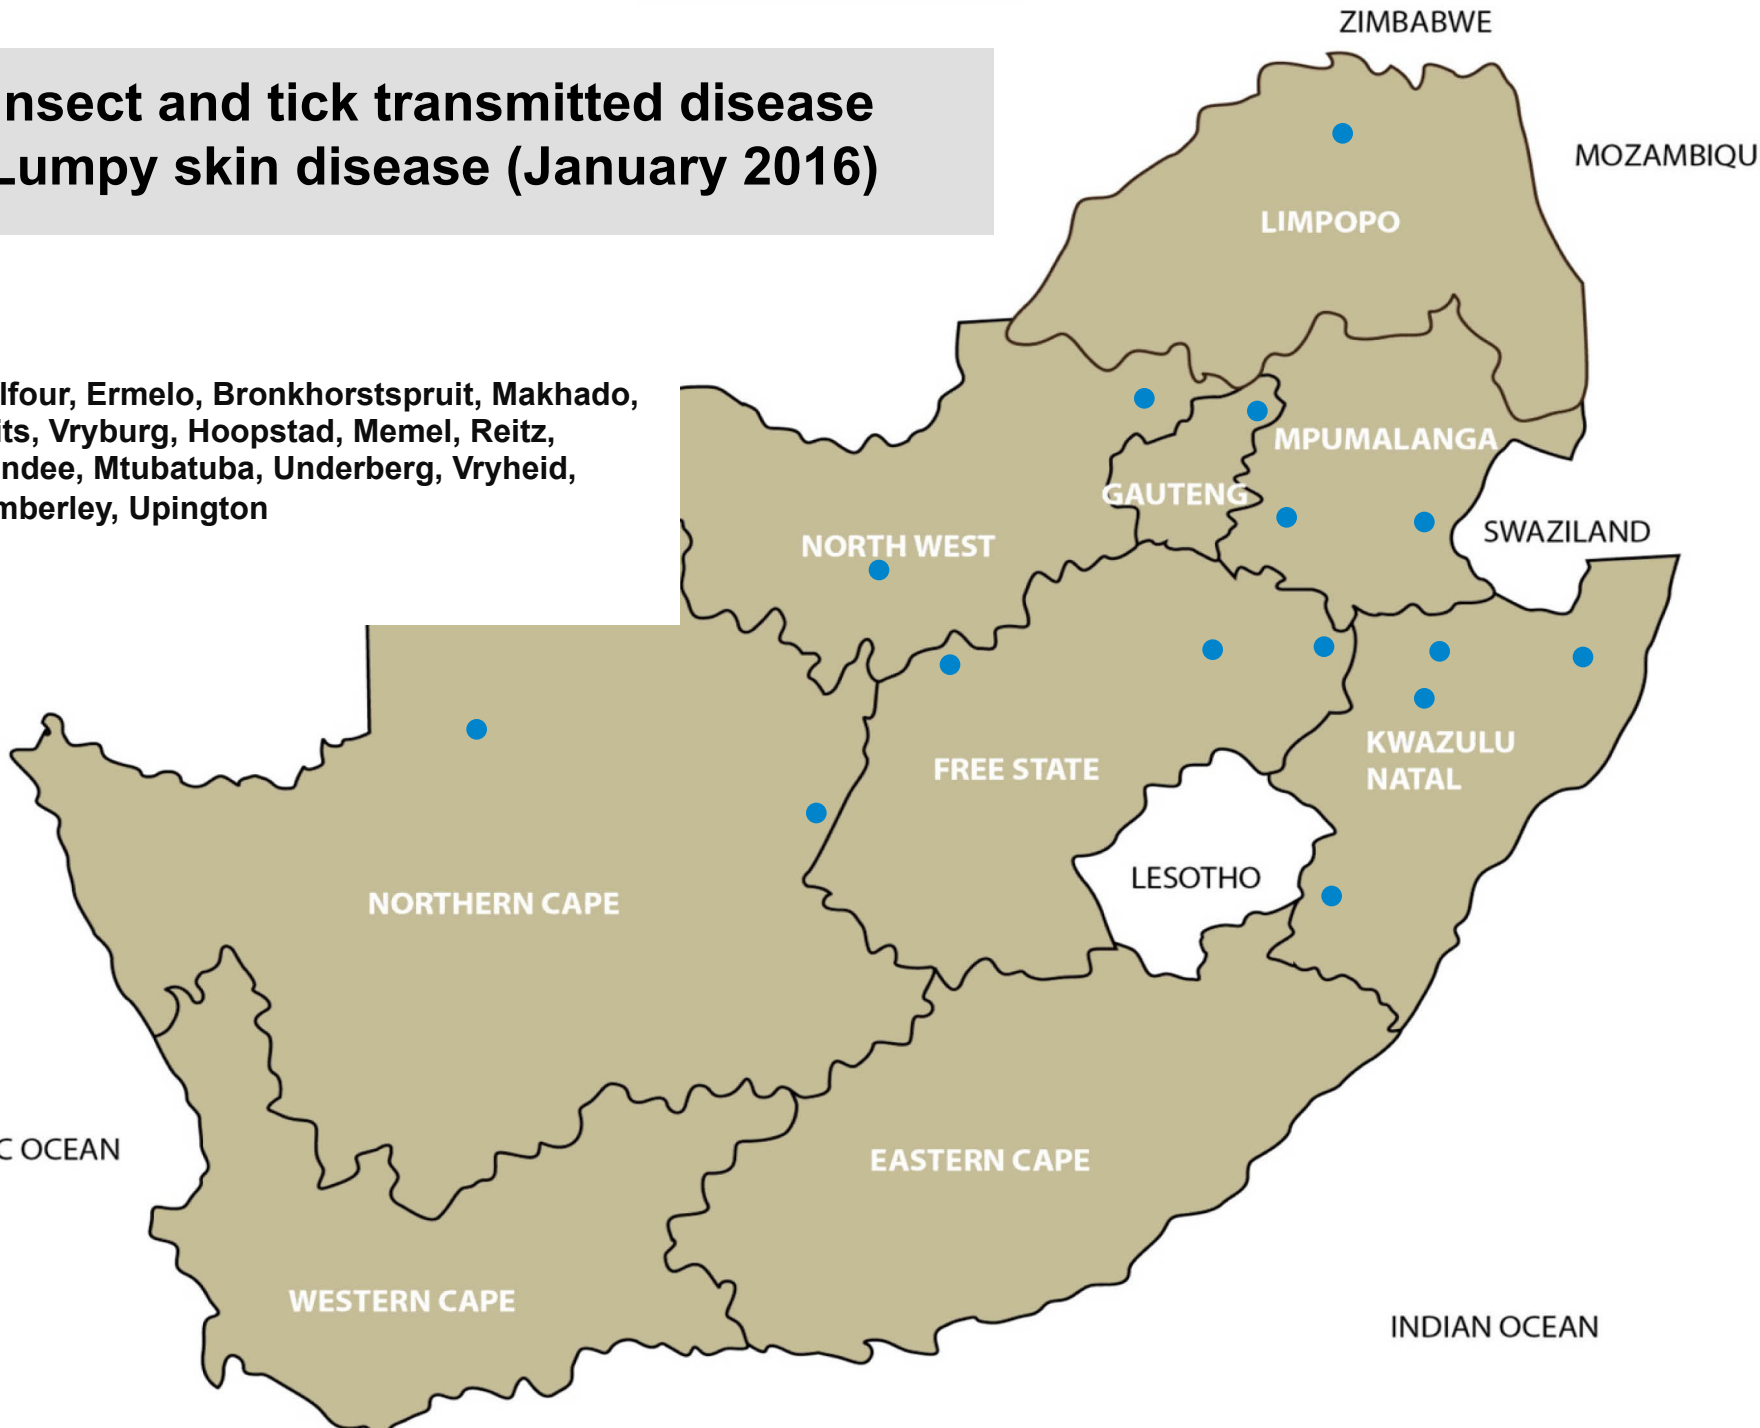 ZIMBABWE
nsect and tick transmitted disease
Lumpy skin disease (January 2016)
MOZAMBIQU
LIMPOPO
lfour, Ermelo, Bronkhorstspruit, Makhado,
its, Vryburg, Hoopstad, Memel, Reitz,
ndee, Mtubatuba, Underberg, Vryheid,
mberley, Upington
MPUMALANGA
GAUTENG
SWAZILAND
NORTH WEST
KWAZULU
NATAL
FREE STATE
LESOTHO
NORTHERN CAPE
C OCEAN
EASTERN CAPE
WESTERN CAPE
INDIAN OCEAN